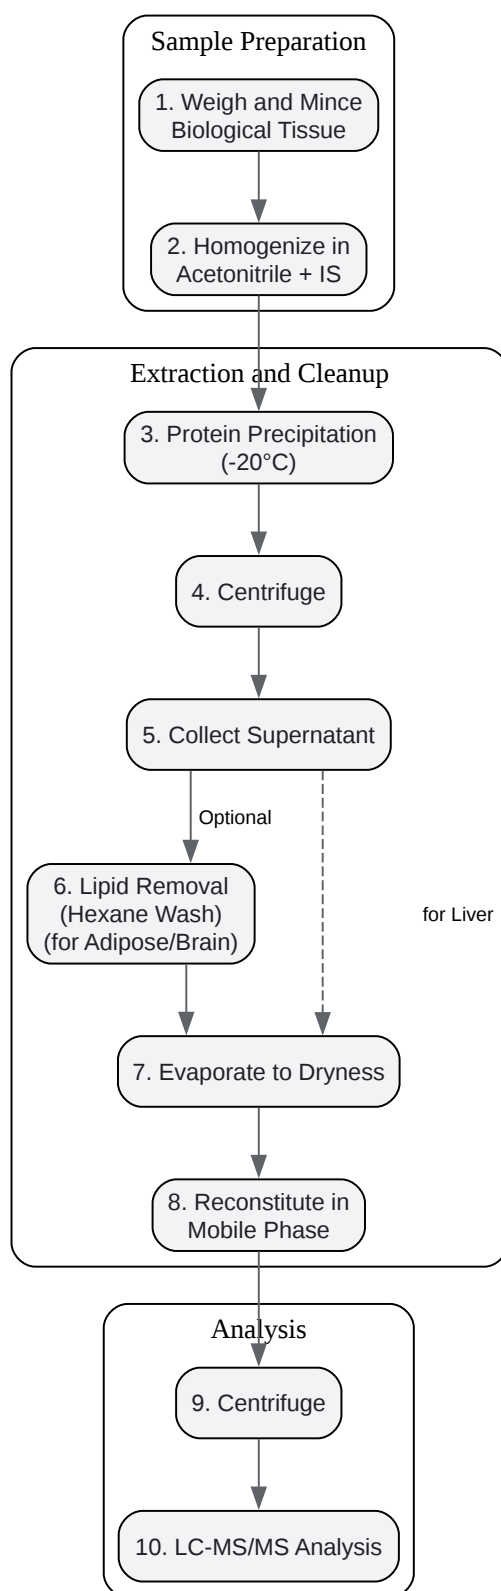 Sample Preparation
1. Weigh and Mince
Biological Tissue
2. Homogenize in
Acetonitrile + IS
Extraction and Cleanup
3. Protein Precipitation
(-20°C)
4. Centrifuge
5. Collect Supernatant
Optional
6. Lipid Removal
(Hexane Wash)
(for Adipose/Brain)
for Liver
7. Evaporate to Dryness
8. Reconstitute in
Mobile Phase
Analysis
9. Centrifuge
10. LC-MS/MS Analysis